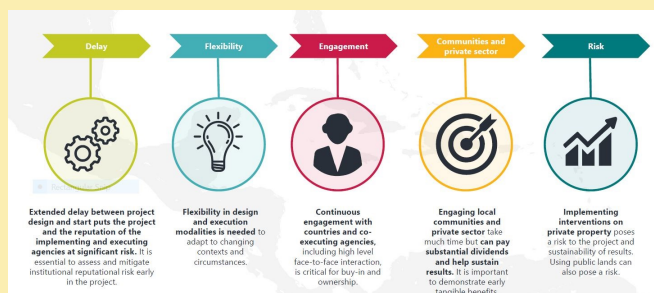 Delay
Flexibility
Engagement
Communities and
private sector
Risk
Extended delay between project
design and start puts the project
and the reputation of the
implementing and executing
agencies at significant risk. It is
essential to assess and mitigate
institutional reputational risk early
in the project.
Flexibility in design
and execution
modalities is needed to
adapt to changing
contexts and
circumstances.
Continuous
engagement with
countries and co-
executing agencies,
including high level
face-to-face interaction,
is critical for buy-in and
ownership.
Engaging local
communities and
private sector take
much time but can pay
substantial dividends
and help sustain
results. It is important
to demonstrate early
tangible benefits
Implementing
interventions on
private property poses
a risk to the project and
sustainability of results.
Using public lands can
also pose a risk.